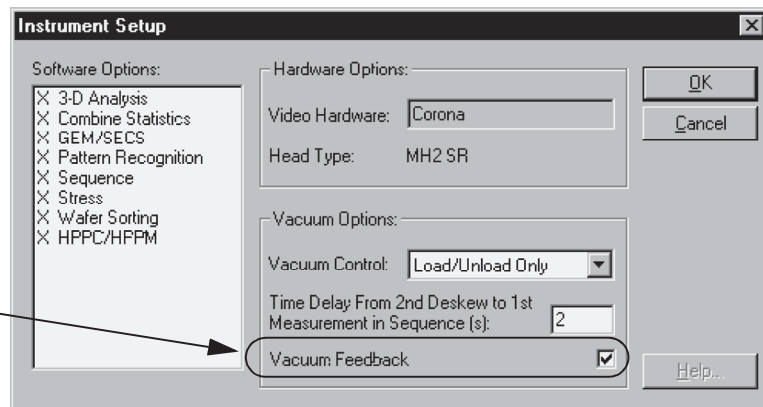 Instrument Setup
Software Options:
X 3-D Analysis
X Combine Statistics
X GEM/SECS
X Pattern Recognition
X Sequence
X Stress
X Wafer Sorting
X HPPC/HFPM
Hardware Options:
Video Hardware: Corona
Head Type: MH2 SR
Vacuum Options:
Vacuum Control: Load/Unload Only
Time Delay From 2nd Deskew to 1st
Measurement in Sequence (s): 2
Vacuum Feedback
OK
Cancel
Help...